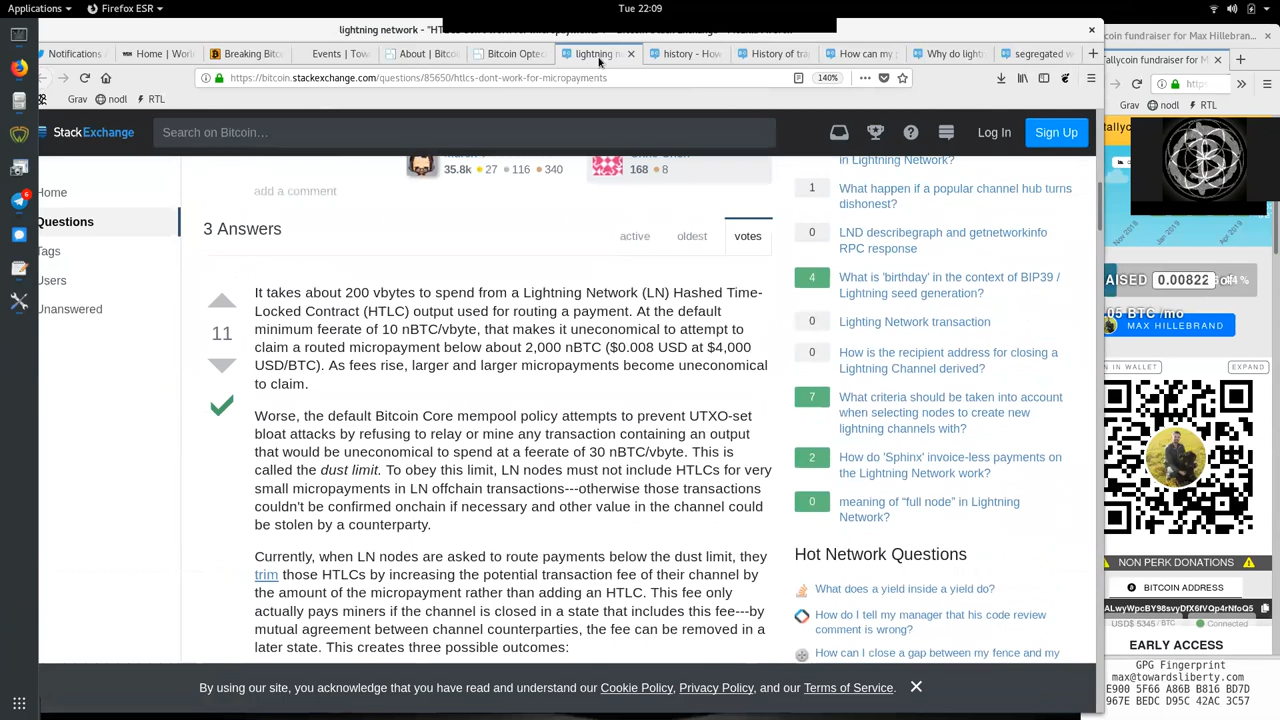 Applications
Firefox ESR
Tue 22:09
lightning network - "HT
coin fundraiser for Max Hillebran...
Notifications /
Home | Worl
Breaking Bit
Events | Tow
About | Bitc
Bitcoin Optec
lightning n
history - How
History of tra
How can my
Why do light
segregated w
tallycoin fundraiser for M
https://bitcoin.stackexchange.com/questions/85650/htlcs-dont-work-for-micropayments
140%
https
Grav
nodl
RTL
Grav
nodl
RTL
StackExchange
Search on Bitcoin…
Log In
Sign Up
Home
Questions
Tags
Users
Unanswered
35.8k 27 116 340
168 8
add a comment
3 Answers
active
oldest
votes
11
It takes about 200 vbytes to spend from a Lightning Network (LN) Hashed Time-
Locked Contract (HTLC) output used for routing a payment. At the default
minimum feerate of 10 nBTC/vbyte, that makes it uneconomical to attempt to
claim a routed micropayment below about 2,000 nBTC ($0.008 USD at $4,000
USD/BTC). As fees rise, larger and larger micropayments become uneconomical
to claim.
Worse, the default Bitcoin Core mempool policy attempts to prevent UTXO-set
bloat attacks by refusing to relay or mine any transaction containing an output
that would be uneconomical to spend at a feerate of 30 nBTC/vbyte. This is
called the dust limit. To obey this limit, LN nodes must not include HTLCs for very
small micropayments in LN offchain transactions---otherwise those transactions
couldn't be confirmed onchain if necessary and other value in the channel could
be stolen by a counterparty.
Currently, when LN nodes are asked to route payments below the dust limit, they
trim those HTLCs by increasing the potential transaction fee of their channel by
the amount of the micropayment rather than adding an HTLC. This fee only
actually pays miners if the channel is closed in a state that includes this fee---by
mutual agreement between channel counterparties, the fee can be removed in a
later state. This creates three possible outcomes:
in Lightning Network?
1
What happen if a popular channel hub turns
dishonest?
0
LND describegraph and getnetworkinfo
RPC response
4
What is 'birthday' in the context of BIP39 /
Lightning seed generation?
0
Lighting Network transaction
0
How is the recipient address for closing a
Lightning Channel derived?
7
What criteria should be taken into account
when selecting nodes to create new
lightning channels with?
2
How do 'Sphinx' invoice-less payments on
the Lightning Network work?
0
meaning of “full node” in Lightning
Network?
Hot Network Questions
What does a yield inside a yield do?
How do I tell my manager that his code review
comment is wrong?
How can I close a gap between my fence and my
By using our site, you acknowledge that you have read and understand our Cookie Policy, Privacy Policy, and our Terms of Service.
Nov 2018
Jan 2019
Apr 2019
AISED
0.00822
05 BTC /mo
MAX HILLEBRAND
N IN WALLET
EXPAND
NON PERK DONATIONS
BITCOIN ADDRESS
ALwyWpcBY98svyDfX6fVQp4rNfoQ5
USD$ 5345 / BTC
Connected
EARLY ACCESS
GPG Fingerprint
max@towardsliberty.com
E900 5F66 A86B B816 BD7D
967E BEDC D95C 42AC 3C57